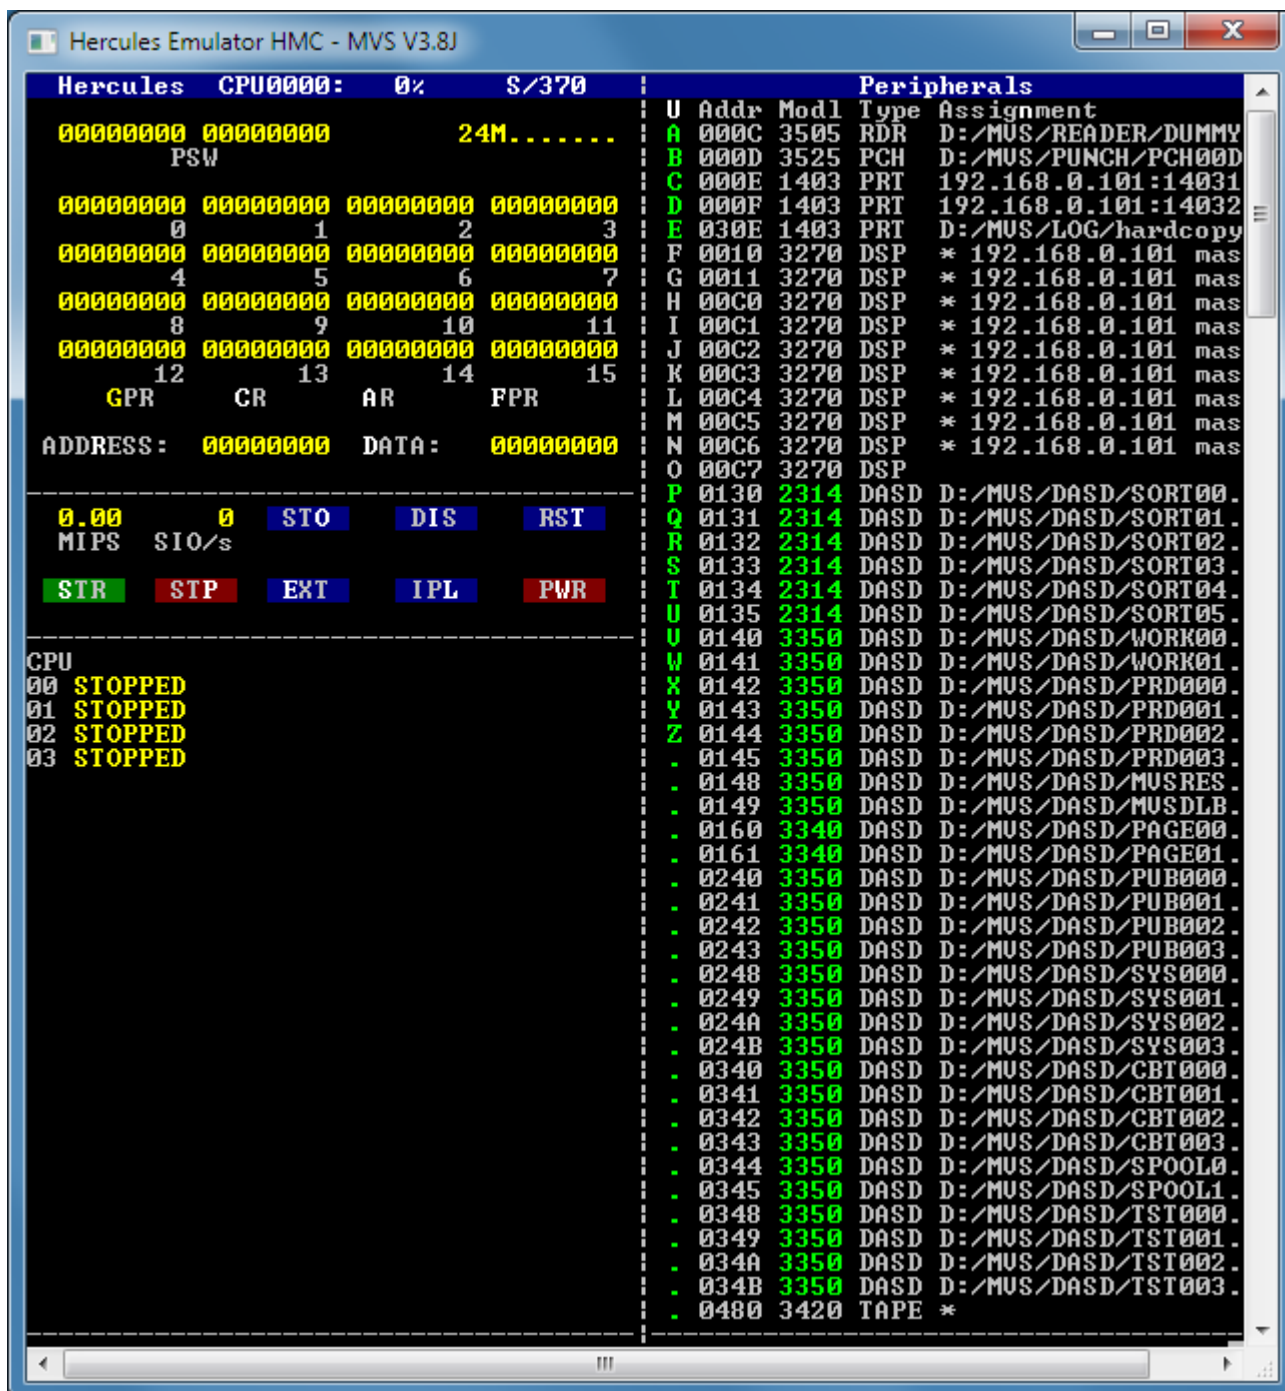 Hercules Emulator HMC - MVS V3.8J
Hercules CPU0000: 0% S/370
00000000 00000000 24M.......
PSW
00000000 00000000 00000000 00000000
0 1 2 3
00000000 00000000 00000000 00000000
4 5 6 7
00000000 00000000 00000000 00000000
8 9 10 11
00000000 00000000 00000000 00000000
12 13 14 15
GPR CR AR FPR
ADDRESS: 00000000 DATA: 00000000
0.00 0 STO DIS RST
MIPS SIO/s
STR STP EXT IPL PWR
CPU
00 STOPPED
01 STOPPED
02 STOPPED
03 STOPPED
Peripherals
U Addr Modl Type Assignment
A 000C 3505 RDR D:/MVS/READER/DUMMY
B 000D 3525 PCH D:/MVS/PUNCH/PCH00D
C 000E 1403 PRT 192.168.0.101:14031
D 000F 1403 PRT 192.168.0.101:14032
E 030E 1403 PRT D:/MVS/LOG/hardcopy
F 0010 3270 DSP * 192.168.0.101 mas
G 0011 3270 DSP * 192.168.0.101 mas
H 00C0 3270 DSP * 192.168.0.101 mas
I 00C1 3270 DSP * 192.168.0.101 mas
J 00C2 3270 DSP * 192.168.0.101 mas
K 00C3 3270 DSP * 192.168.0.101 mas
L 00C4 3270 DSP * 192.168.0.101 mas
M 00C5 3270 DSP * 192.168.0.101 mas
N 00C6 3270 DSP * 192.168.0.101 mas
O 00C7 3270 DSP
P 0130 2314 DASD D:/MVS/DASD/SORT00.
Q 0131 2314 DASD D:/MVS/DASD/SORT01.
R 0132 2314 DASD D:/MVS/DASD/SORT02.
S 0133 2314 DASD D:/MVS/DASD/SORT03.
T 0134 2314 DASD D:/MVS/DASD/SORT04.
U 0135 2314 DASD D:/MVS/DASD/SORT05.
V 0140 3350 DASD D:/MVS/DASD/WORK00.
W 0141 3350 DASD D:/MVS/DASD/WORK01.
X 0142 3350 DASD D:/MVS/DASD/PRD000.
Y 0143 3350 DASD D:/MVS/DASD/PRD001.
Z 0144 3350 DASD D:/MVS/DASD/PRD002.
. 0145 3350 DASD D:/MVS/DASD/PRD003.
. 0148 3350 DASD D:/MVS/DASD/MVSRES.
. 0149 3350 DASD D:/MVS/DASD/MVSDLB.
. 0160 3340 DASD D:/MVS/DASD/PAGE00.
. 0161 3340 DASD D:/MVS/DASD/PAGE01.
. 0240 3350 DASD D:/MVS/DASD/PUB000.
. 0241 3350 DASD D:/MVS/DASD/PUB001.
. 0242 3350 DASD D:/MVS/DASD/PUB002.
. 0243 3350 DASD D:/MVS/DASD/PUB003.
. 0248 3350 DASD D:/MVS/DASD/SYS000.
. 0249 3350 DASD D:/MVS/DASD/SYS001.
. 024A 3350 DASD D:/MVS/DASD/SYS002.
. 024B 3350 DASD D:/MVS/DASD/SYS003.
. 0340 3350 DASD D:/MVS/DASD/CBT000.
. 0341 3350 DASD D:/MVS/DASD/CBT001.
. 0342 3350 DASD D:/MVS/DASD/CBT002.
. 0343 3350 DASD D:/MVS/DASD/CBT003.
. 0344 3350 DASD D:/MVS/DASD/SPOOL0.
. 0345 3350 DASD D:/MVS/DASD/SPOOL1.
. 0348 3350 DASD D:/MVS/DASD/TST000.
. 0349 3350 DASD D:/MVS/DASD/TST001.
. 034A 3350 DASD D:/MVS/DASD/TST002.
. 034B 3350 DASD D:/MVS/DASD/TST003.
. 0480 3420 TAPE *